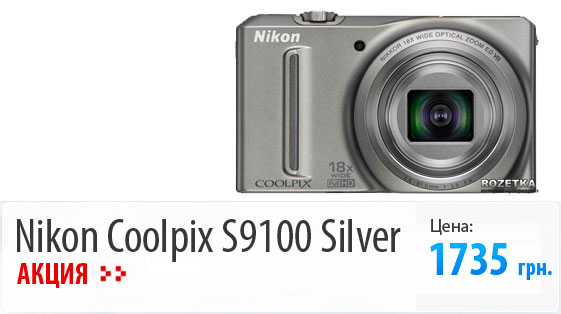 Nikon
NIKKOR 18X WIDE OPTICAL ZOOM ED VR
18x
WIDE
Full HD
COOLPIX
ROZETKA
Nikon Coolpix S9100 Silver
АКЦИЯ
Цена:
1735 грн.